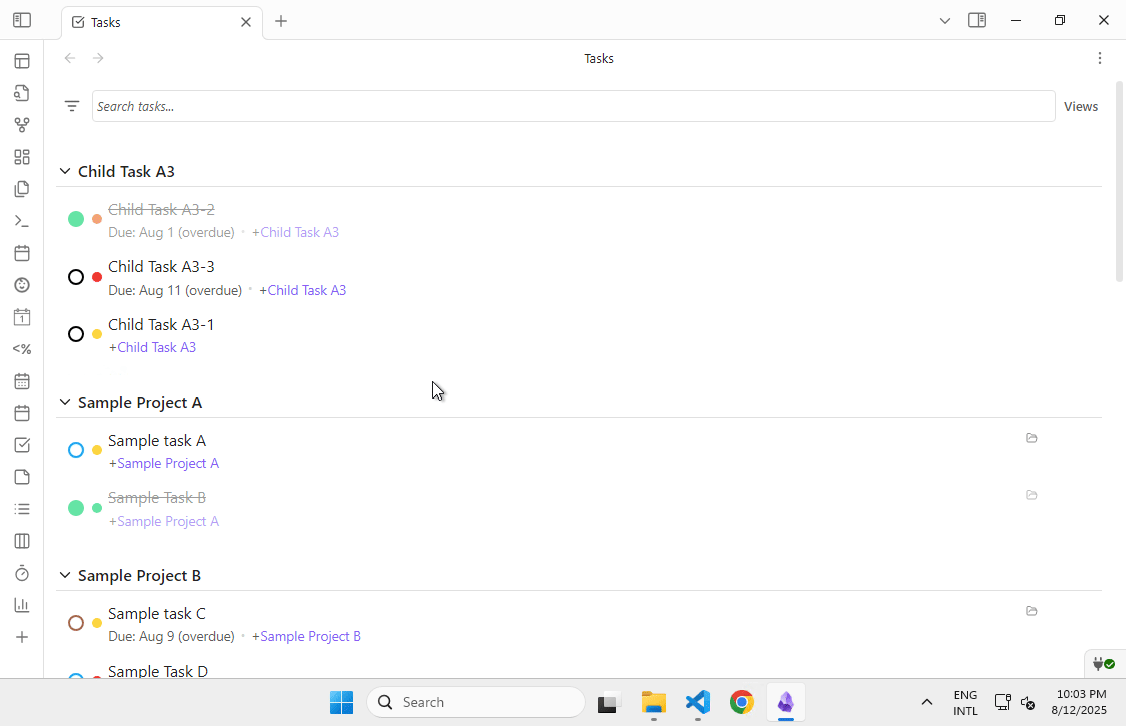 Tasks
Tasks
Search tasks...
Views
Child Task A3
Child Task A3-2
Due: Aug 1 (overdue) • +Child Task A3
Child Task A3-3
Due: Aug 11 (overdue) • +Child Task A3
Child Task A3-1
+Child Task A3
Sample Project A
Sample task A
+Sample Project A
Sample Task B
+Sample Project A
Sample Project B
Sample task C
Due: Aug 9 (overdue) • +Sample Project B
Sample Task D
1
<%
Search
ENG
INTL
10:03 PM
8/12/2025